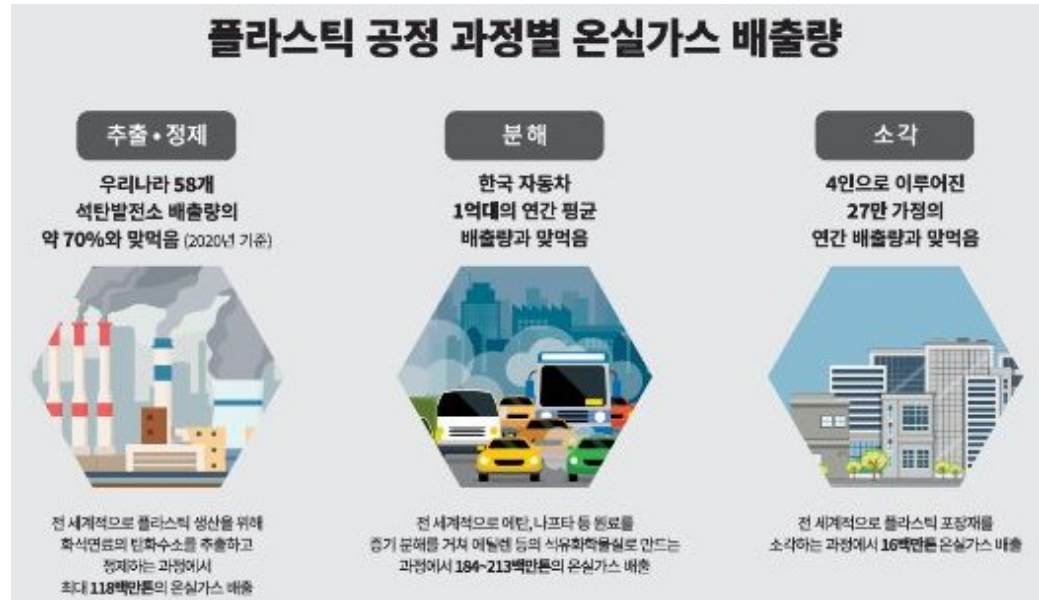 플라스틱 공정 과정별 온실가스 배출량
추출•정제
우리나라 58개
석탄발전소 배출량의
약 70%와 맞먹음 (2020년 기준)
전 세계적으로 플라스틱 생산을 위해
화석연료의 탄화수소를 추출하고
정제하는 과정에서
최대 118백만톤의 온실가스 배출
분해
한국 자동차
1억대의 연간 평균
배출량과 맞먹음
전 세계적으로 에탄, 나프타 등 원료를
증기 분해를 거쳐 에틸렌 등의 석유화학물질로 만드는
과정에서 184~213백만톤의 온실가스 배출
소각
4인으로 이루어진
27만 가정의
연간 배출량과 맞먹음
전 세계적으로 플라스틱 포장재를
소각하는 과정에서 16백만톤 온실가스 배출